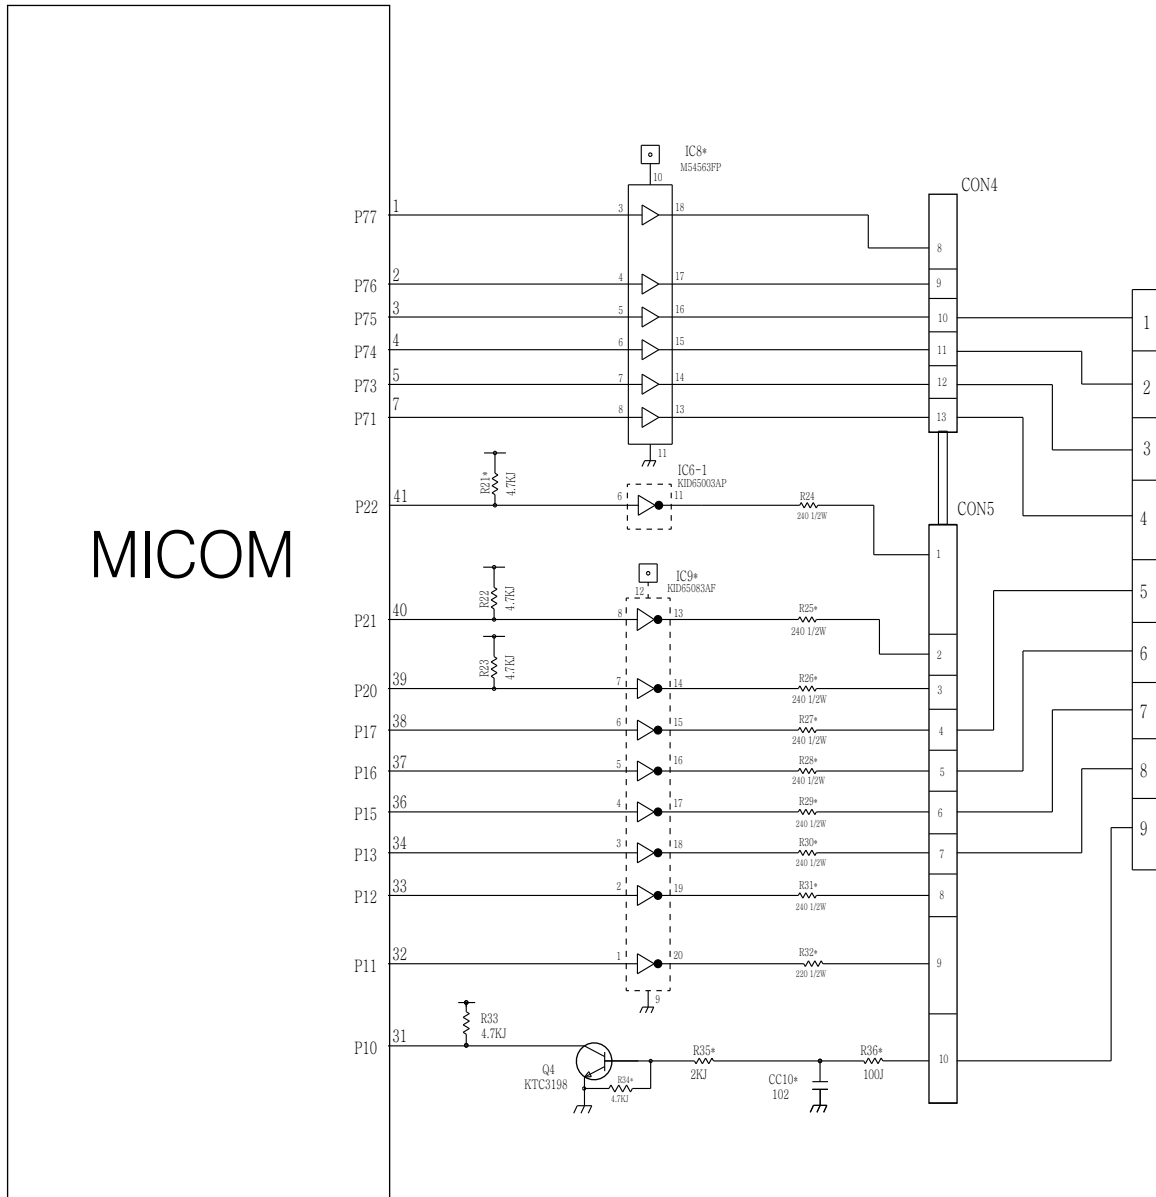 IC8*
M54563FP
10
CON4
P77 1 3 18
8
P76 2 4 17 9
P75 3 5 16 10 1
P74 4 6 15 11
2
P73 5 7 14 12
P71 7 8 13 13
3
11
R21*
4.7KJ
IC6-1
KID65003AP
P22 41 6 11 R24
240 1/2W
CON5
4
1
MICOM
IC9*
KID65083AF
12
R22
4.7KJ
5
P21 40 8 13 R25*
240 1/2W
2
6
R23
4.7KJ
P20 39 7 14 R26*
240 1/2W
3
P17 38 6 15 R27*
240 1/2W
4
7
P16 37 5 16 R28*
240 1/2W
5
8
P15 36 4 17 R29*
240 1/2W
6
9
P13 34 3 18 R30*
240 1/2W
7
P12 33 2 19 R31*
240 1/2W
8
P11 32 1 20 R32*
220 1/2W
9
9
R33
4.7KJ
P10 31
Q4
KTC3198
R34*
4.7KJ
R35*
2KJ
CC10*
102
R36*
100J
10